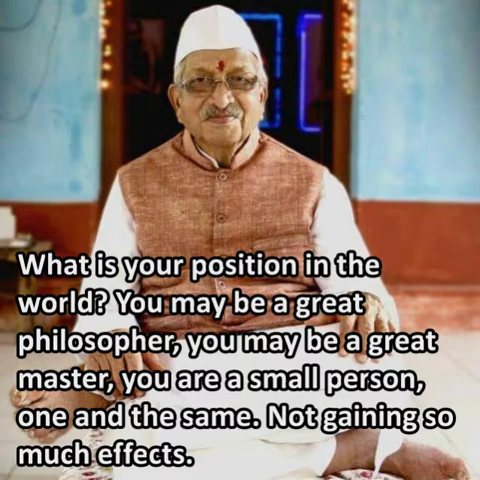 What is your position in the
world? You may be a great
philosopher, you may be a great
master, you are a small person,
one and the same. Not gaining so
much effects.